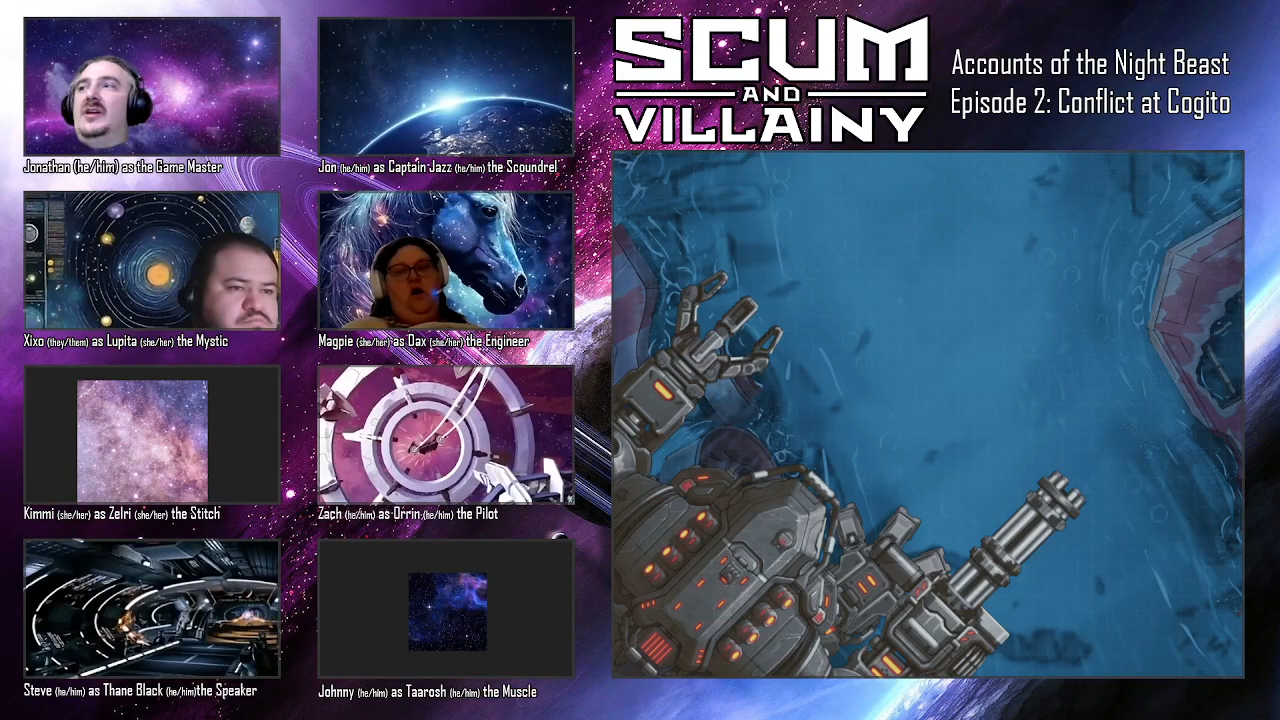 SCUM
AND
VILLAINY
Accounts of the Night Beast
Episode 2: Conflict at Cogito
Jonathan (he/him) as the Game Master
Jon (he/him) as Captain Jazz (he/him) the Scoundrel
Xixo (they/them) as Lupita (she/her) the Mystic
Magpie (she/her) as Dax (she/her) the Engineer
Kimmi (she/her) as Zelri (she/her) the Stitch
Zach (he/him) as Orrin (he/him) the Pilot
Steve (he/him) as Thane Black (he/him)the Speaker
Johnny (he/him) as Taarosh (he/him) the Muscle